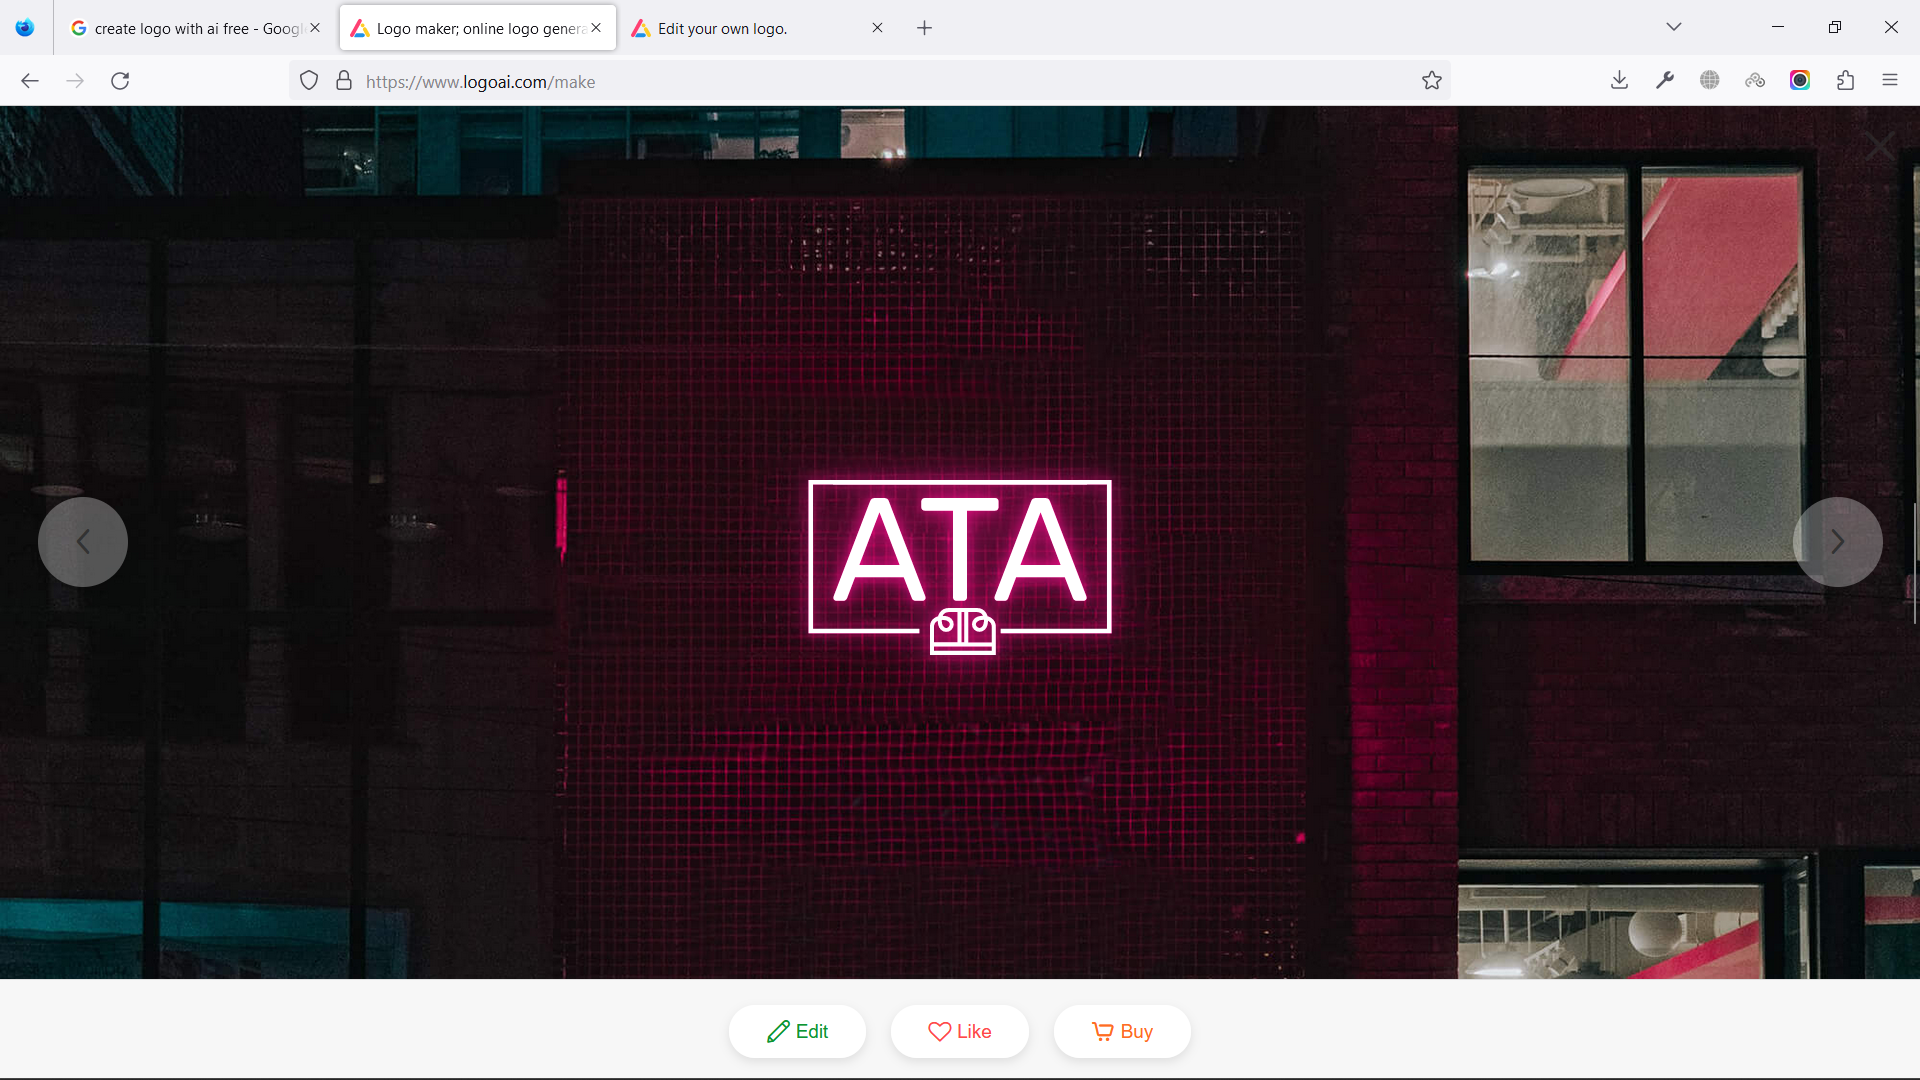 create logo with ai free - Googl
Logo maker; online logo genera
Edit your own logo.
https://www.logoai.com/make
ATA
Edit
Like
Buy